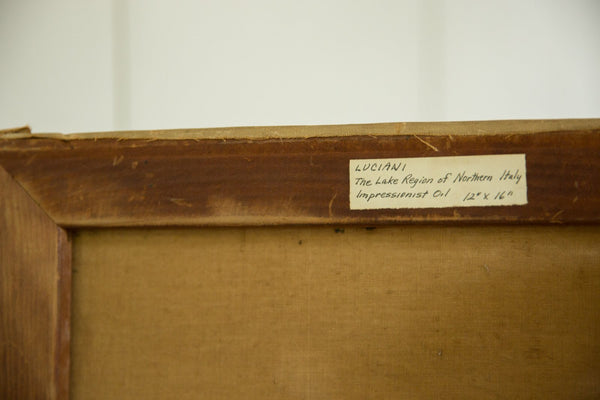 LUCIANI
The Lake Region of Northern Italy
Impressionist Oil 12" x 16"